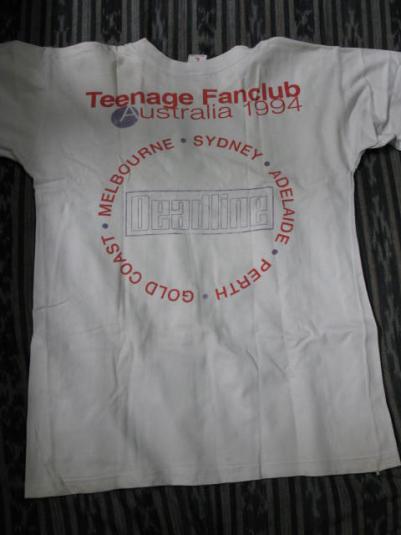 Teenage Fanclub
Australia 1994
MELBOURNE • SYDNEY • ADELAIDE • PERTH • GOLD COAST •
Deadline